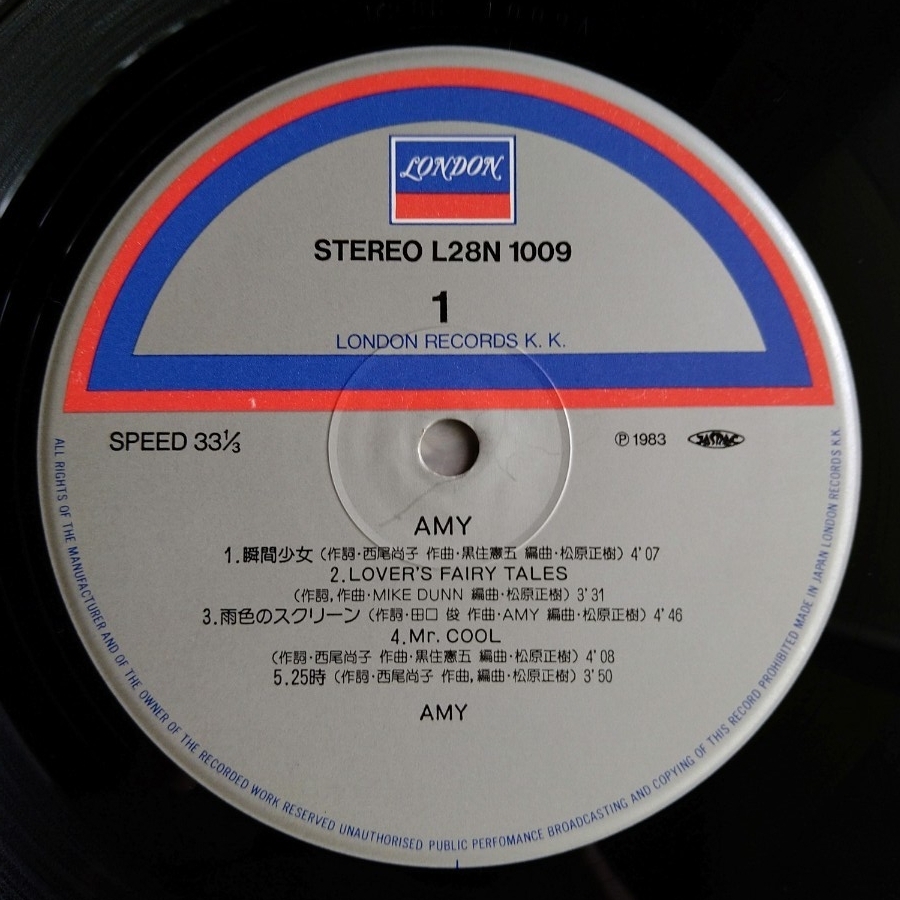 LONDON
STEREO L28N 1009
1
LONDON RECORDS K. K.
SPEED 33⅓
Ⓟ 1983 JASRAC
AMY
1.瞬間少女（作詞・西尾尚子 作曲・黒住憲五 編曲・松原正樹）4'07
2.LOVER'S FAIRY TALES
（作詞,作曲・MIKE DUNN 編曲・松原正樹）3'31
3.雨色のスクリーン（作詞・田口 俊 作曲・AMY 編曲・松原正樹）4'46
4.Mr. COOL
（作詞・西尾尚子 作曲・黒住憲五 編曲・松原正樹）4'08
5.25時（作詞・西尾尚子 作曲,編曲・松原正樹）3'50
AMY
ALL RIGHTS OF THE MANUFACTURER AND OF THE OWNER OF THE RECORDED WORK RESERVED UNAUTHORISED PUBLIC PERFOMANCE BROADCASTING AND COPYING OF THIS RECORD PROHIBITED MADE IN JAPAN LONDON RECORDS K.K.